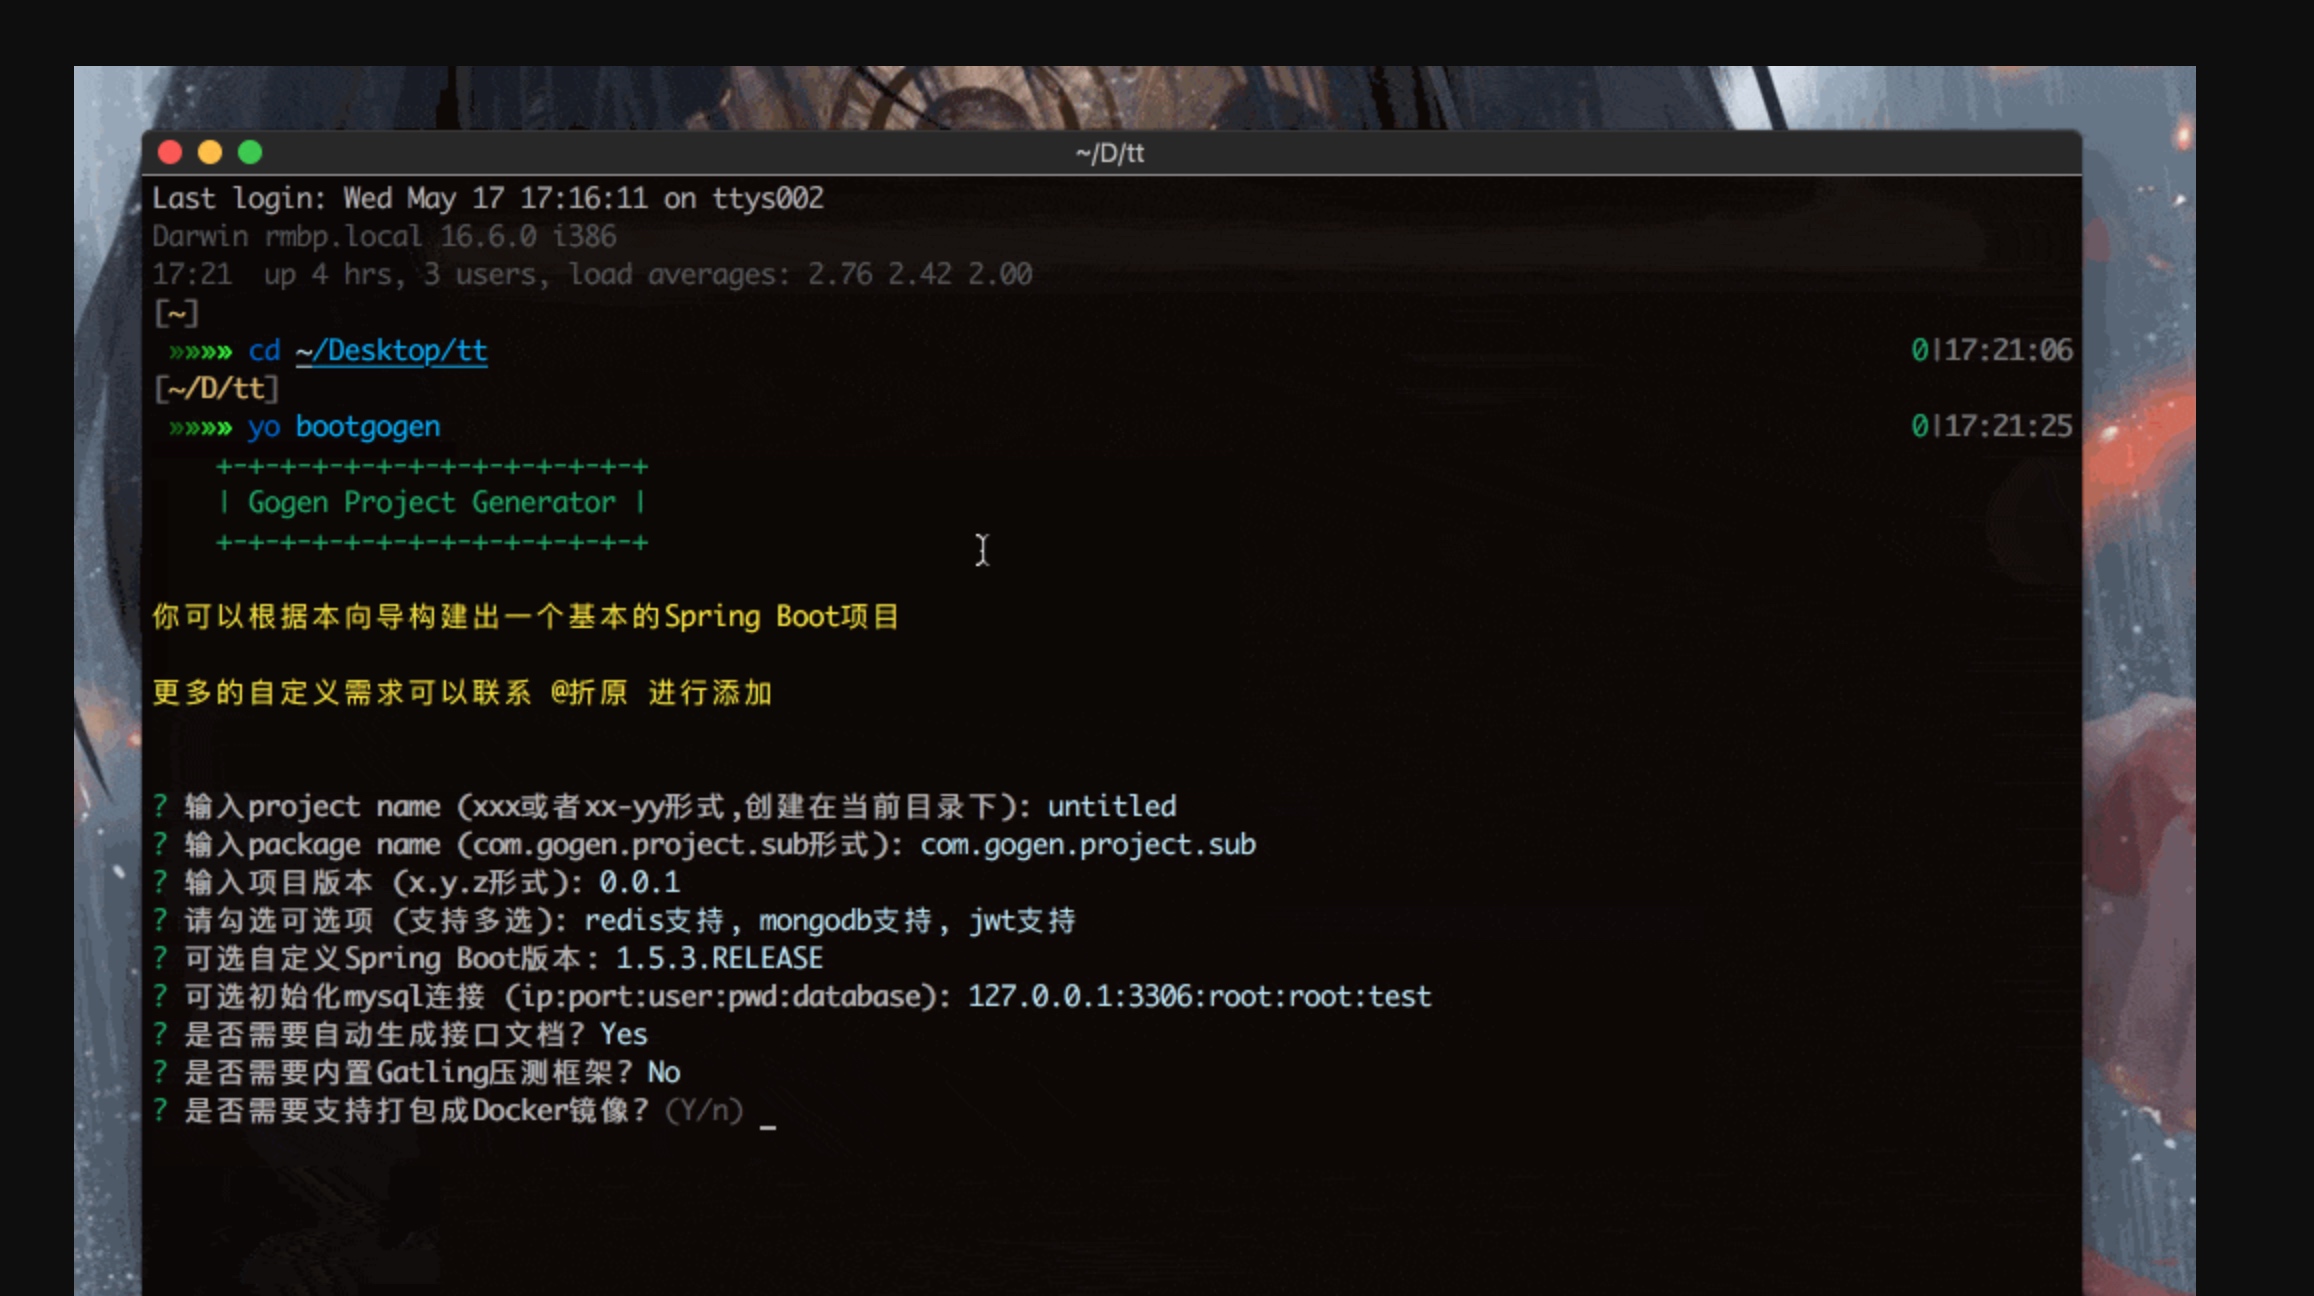 ~/D/tt
Last login: Wed May 17 17:16:11 on ttys002
Darwin rmbp.local 16.6.0 i386
17:21  up 4 hrs, 3 users, load averages: 2.76 2.42 2.00
[~]
»»»» cd ~/Desktop/tt 0|17:21:06
[~/D/tt]
»»»» yo bootgogen 0|17:21:25
+-+-+-+-+-+-+-+-+-+-+-+-+-+
| Gogen Project Generator |
+-+-+-+-+-+-+-+-+-+-+-+-+-+
你可以根据本向导构建出一个基本的Spring Boot项目
更多的自定义需求可以联系 @折原 进行添加
? 输入project name (xxx或者xx-yy形式,创建在当前目录下): untitled
? 输入package name (com.gogen.project.sub形式): com.gogen.project.sub
? 输入项目版本 (x.y.z形式): 0.0.1
? 请勾选可选项 (支持多选): redis支持, mongodb支持, jwt支持
? 可选自定义Spring Boot版本: 1.5.3.RELEASE
? 可选初始化mysql连接 (ip:port:user:pwd:database): 127.0.0.1:3306:root:root:test
? 是否需要自动生成接口文档? Yes
? 是否需要内置Gatling压测框架? No
? 是否需要支持打包成Docker镜像? (Y/n) _